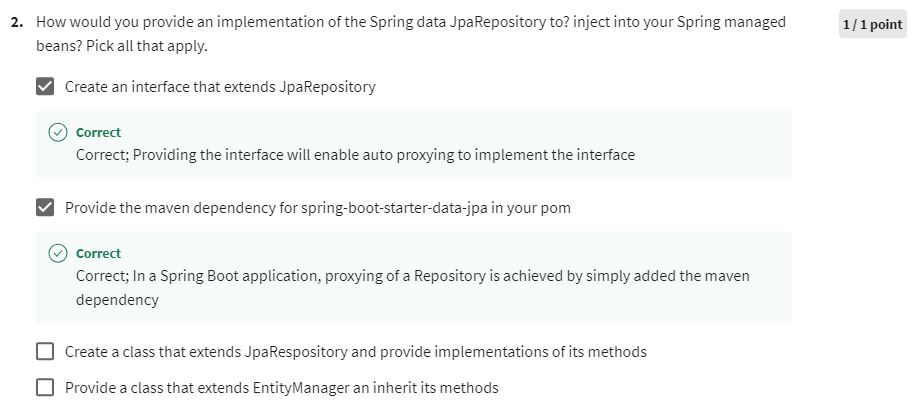 2. How would you provide an implementation of the Spring data JpaRepository to? inject into your Spring managed
1 / 1 point
beans? Pick all that apply.
Create an interface that extends JpaRepository
Correct
Correct; Providing the interface will enable auto proxying to implement the interface
Provide the maven dependency for spring-boot-starter-data-jpa in your pom
Correct
Correct; In a Spring Boot application, proxying of a Repository is achieved by simply added the maven
dependency
Create a class that extends JpaRespository and provide implementations of its methods
Provide a class that extends EntityManager an inherit its methods